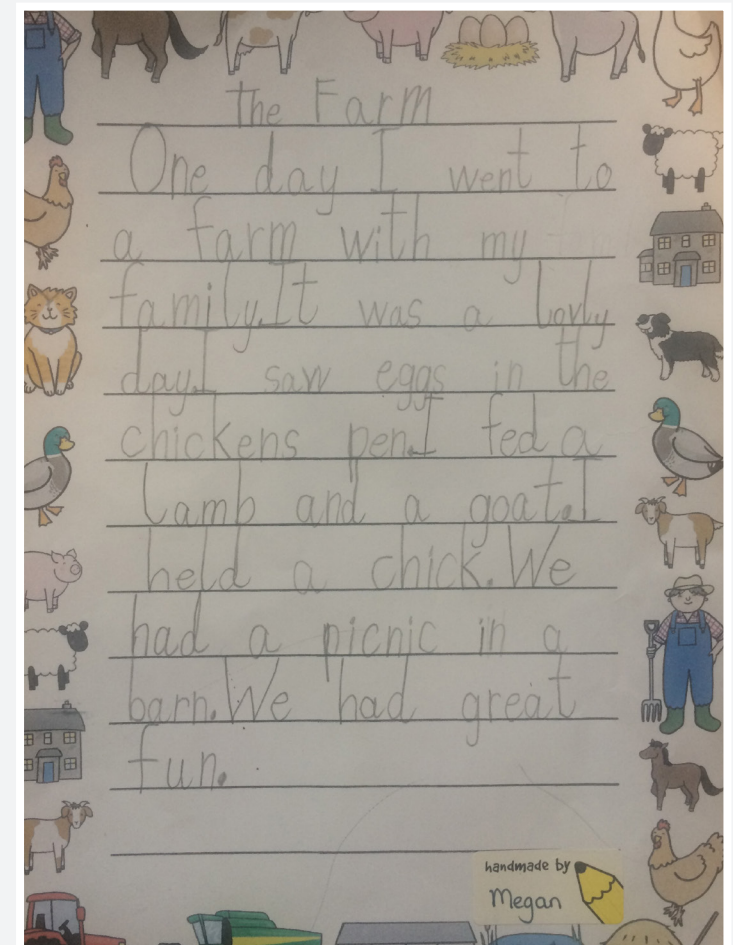 the Farm
One day I went to
a farm with my
family.It was a lovly
day.I saw eggs in the
chickens pen.I fed a
lamb and a goat.I
held a chick.We
had a picnic in a
barn.We had great
fun.
handmade by
Megan